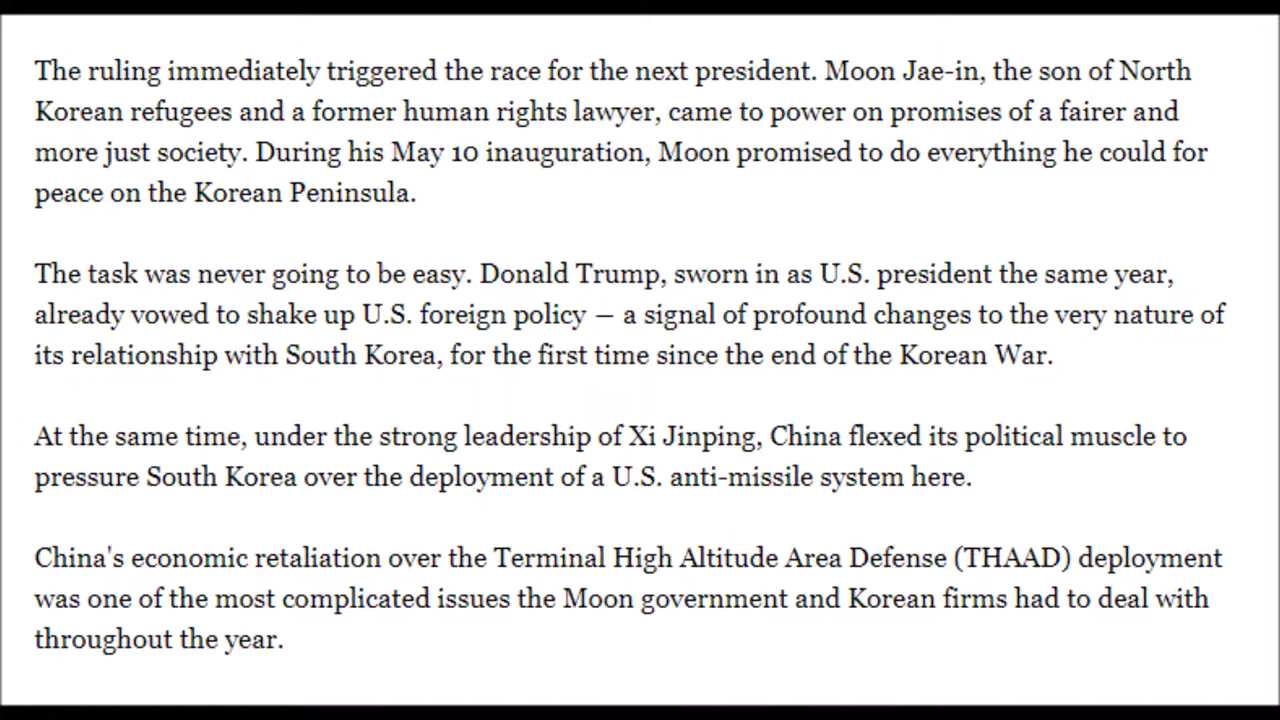 The ruling immediately triggered the race for the next president. Moon Jae-in, the son of North
Korean refugees and a former human rights lawyer, came to power on promises of a fairer and
more just society. During his May 10 inauguration, Moon promised to do everything he could for
peace on the Korean Peninsula.
The task was never going to be easy. Donald Trump, sworn in as U.S. president the same year,
already vowed to shake up U.S. foreign policy — a signal of profound changes to the very nature of
its relationship with South Korea, for the first time since the end of the Korean War.
At the same time, under the strong leadership of Xi Jinping, China flexed its political muscle to
pressure South Korea over the deployment of a U.S. anti-missile system here.
China's economic retaliation over the Terminal High Altitude Area Defense (THAAD) deployment
was one of the most complicated issues the Moon government and Korean firms had to deal with
throughout the year.